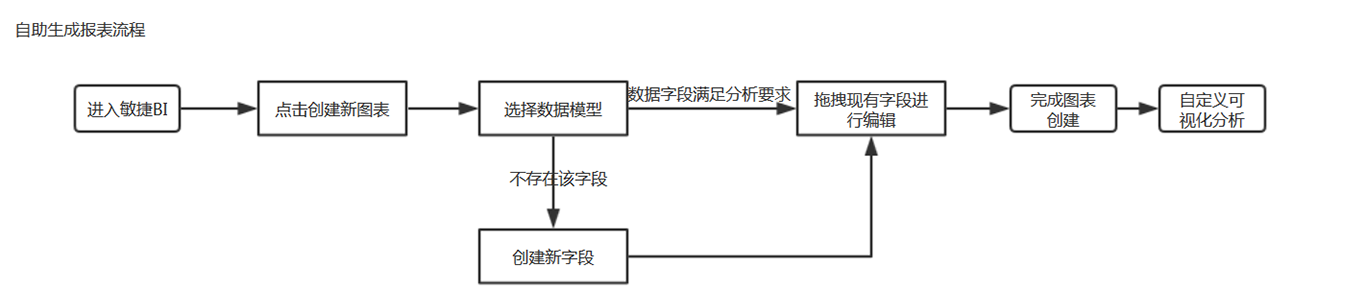 自助生成报表流程
进入敏捷BI
点击创建新图表
选择数据模型
数据字段满足分析要求
拖拽现有字段进
行编辑
完成图表
创建
自定义可
视化分析
不存在该字段
创建新字段